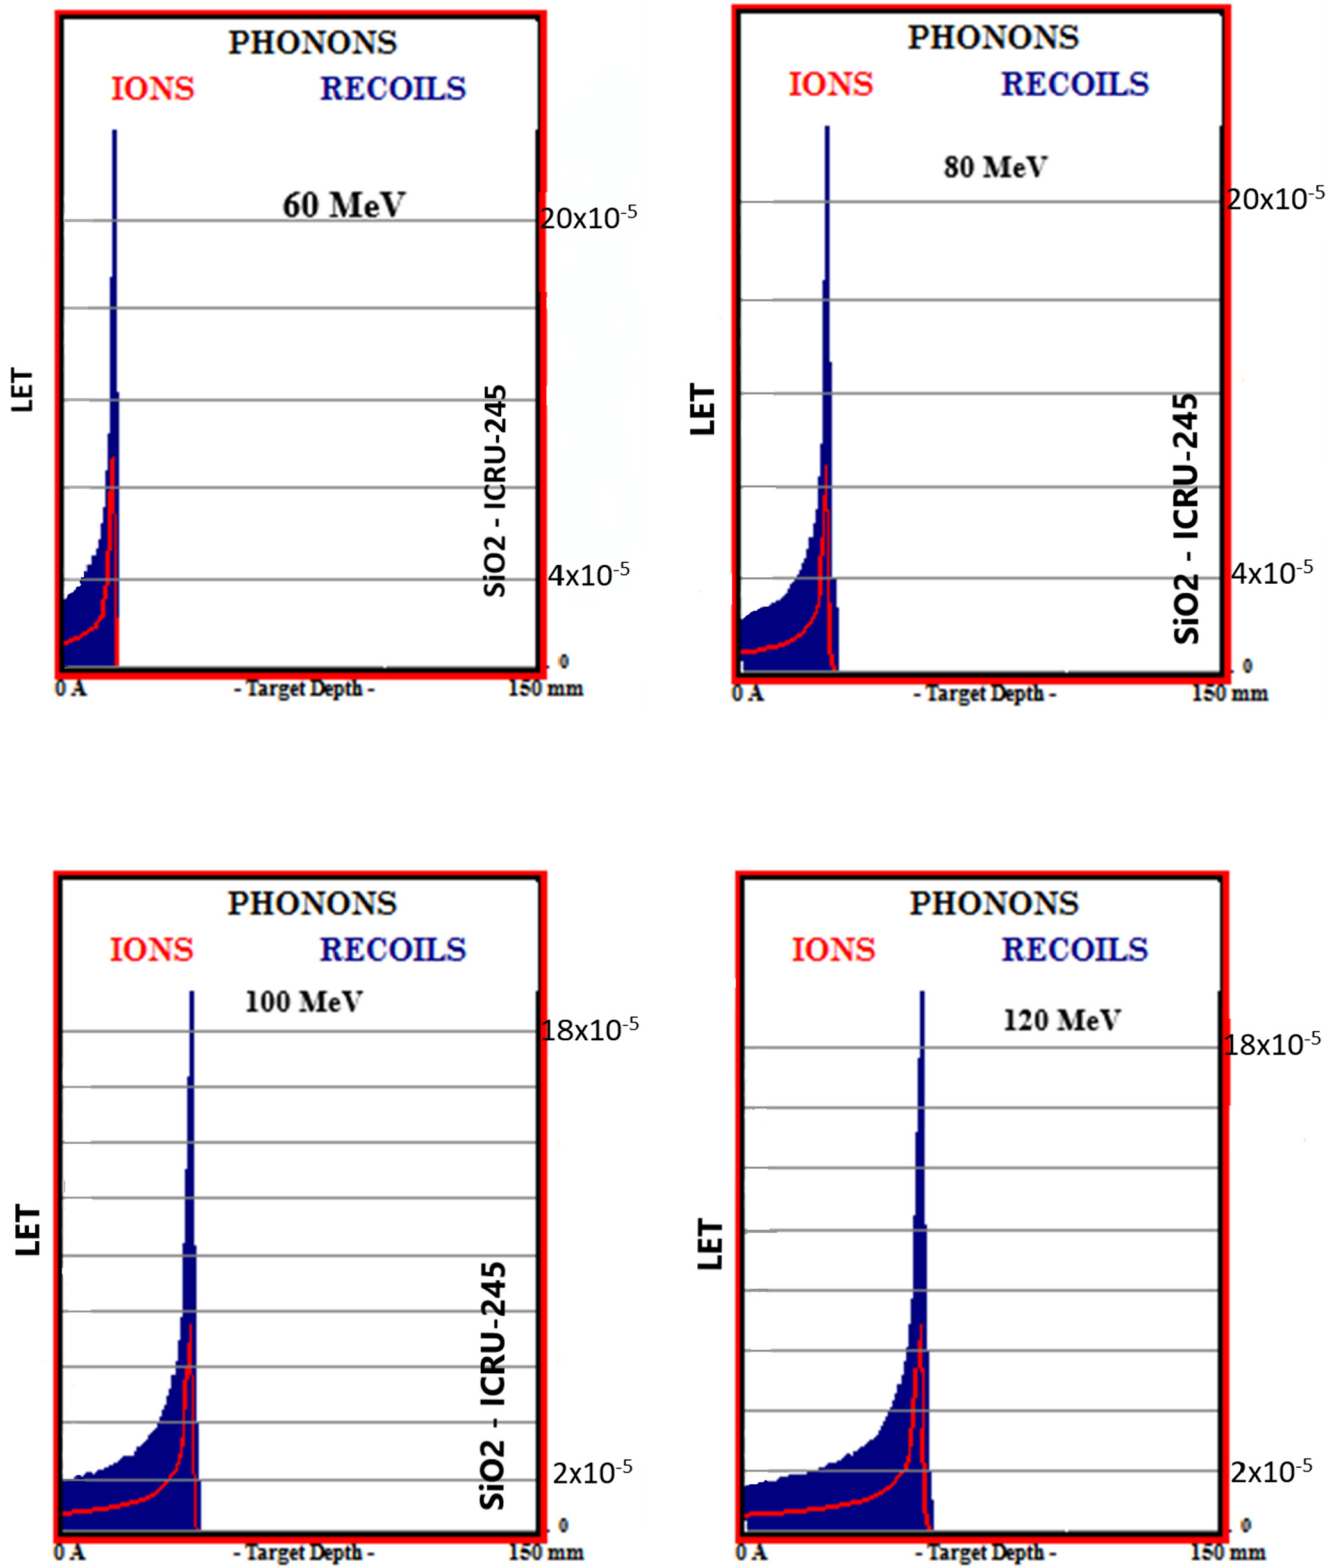 PHONONS
IONS RECOILS
60 MeV
20x10-5
LET
SiO2 - ICRU-245
4x10-5
0
0 A - Target Depth - 150 mm
PHONONS
IONS RECOILS
80 MeV
20x10-5
LET
SiO2 - ICRU-245
4x10-5
0
0 A - Target Depth - 150 mm
PHONONS
IONS RECOILS
100 MeV
18x10-5
LET
SiO2 - ICRU-245
2x10-5
0
0 A - Target Depth - 150 mm
PHONONS
IONS RECOILS
120 MeV
18x10-5
LET
2x10-5
0
0 A - Target Depth - 150 mm